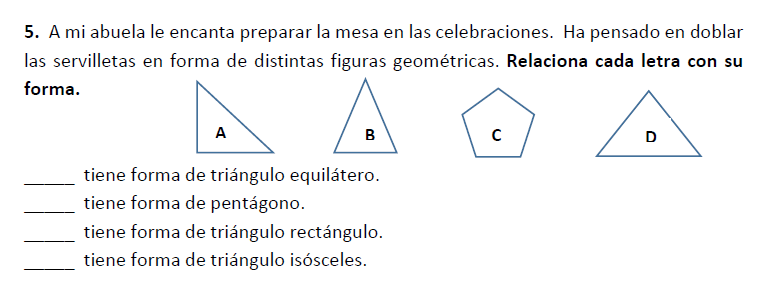 5. A mi abuela le encanta preparar la mesa en las celebraciones. Ha pensado en doblar
las servilletas en forma de distintas figuras geométricas. Relaciona cada letra con su
forma.
A B C D
_____ tiene forma de triángulo equilátero.
_____ tiene forma de pentágono.
_____ tiene forma de triángulo rectángulo.
_____ tiene forma de triángulo isósceles.